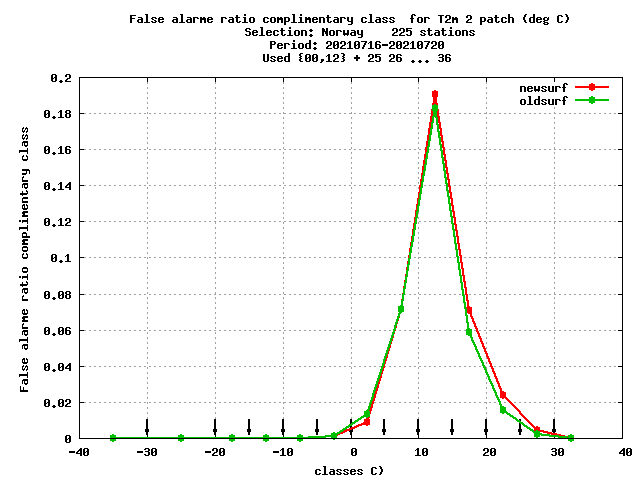 False alarme ratio complimentary class  for T2m 2 patch (deg C)
Selection: Norway    225 stations
Period: 20210716-20210720
Used {00,12} + 25 26 ... 36
newsurf
oldsurf
False alarme ratio complimentary class
0.2
0.18
0.16
0.14
0.12
0.1
0.08
0.06
0.04
0.02
0
-40 -30 -20 -10 0 10 20 30 40
classes C)